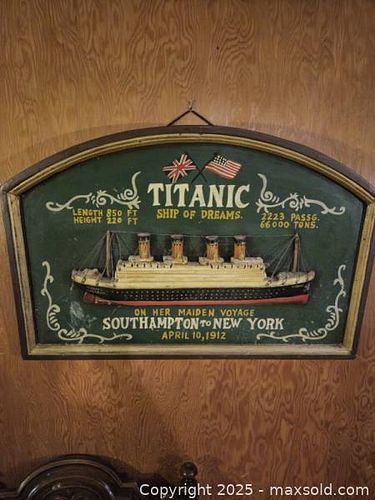 TITANIC
SHIP OF DREAMS.
LENGTH 850 FT
HEIGHT 220 FT
2223 PASSG.
66000 TONS.
ON HER MAIDEN VOYAGE
SOUTHAMPTON TO NEW YORK
APRIL 10, 1912
Copyright © 2025 - maxsold.com